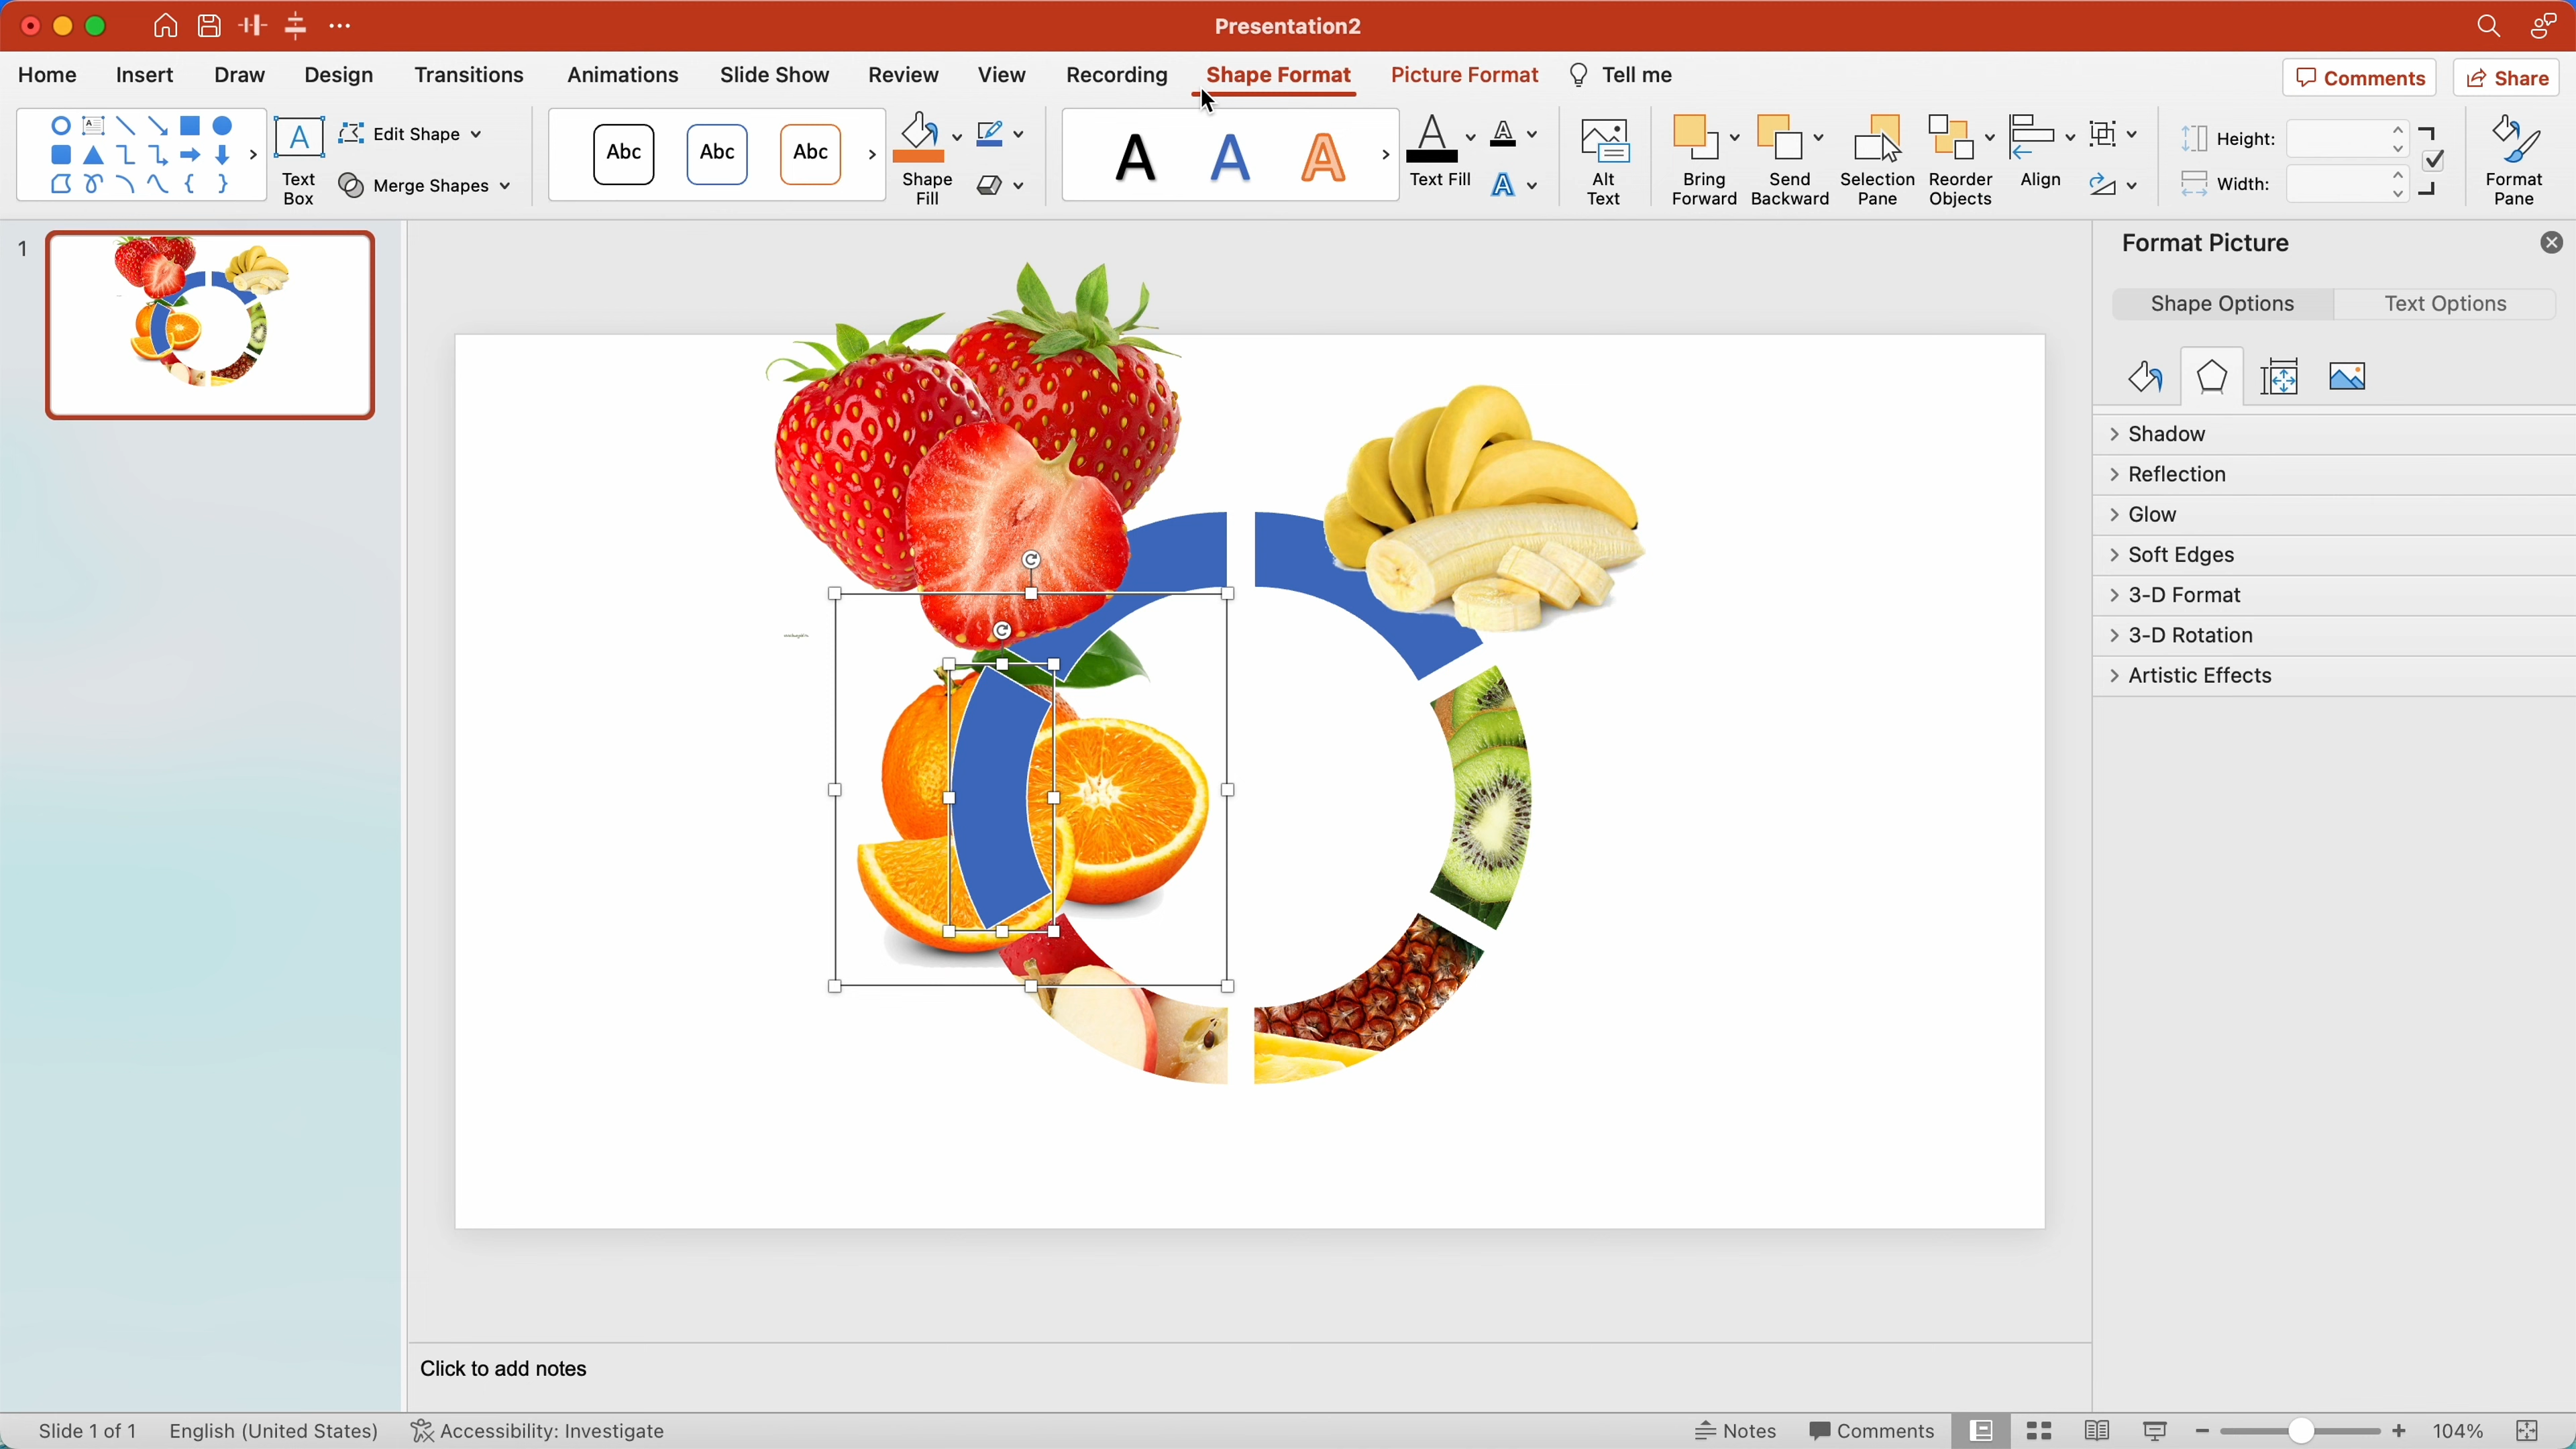 Presentation2
Home Insert Draw Design Transitions Animations Slide Show Review View Recording Shape Format Picture Format Tell me Comments Share
A Text Box
Edit Shape
Merge Shapes
Abc Abc Abc
Shape Fill
A A A
A Text Fill
A
A
Alt Text
Bring Forward
Send Backward
Selection Pane
Reorder Objects
Align
Height:
Width:
Format Pane
1
Format Picture
Shape Options Text Options
Shadow
Reflection
Glow
Soft Edges
3-D Format
3-D Rotation
Artistic Effects
Click to add notes
Slide 1 of 1 English (United States) Accessibility: Investigate Notes Comments 104%